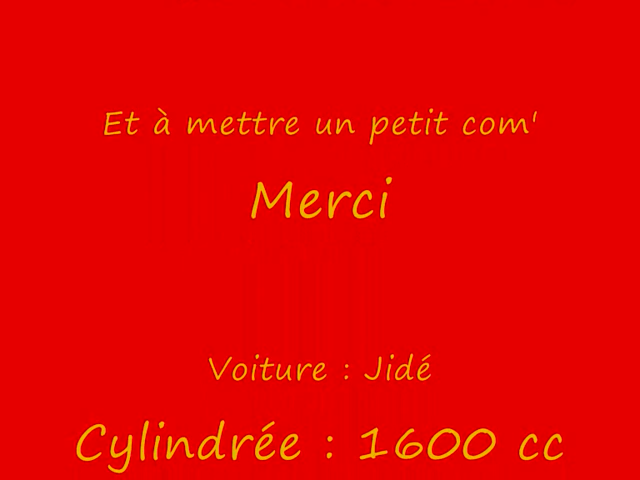 Et à mettre un petit com'
Merci
Voiture : Jidé
Cylindrée : 1600 cc